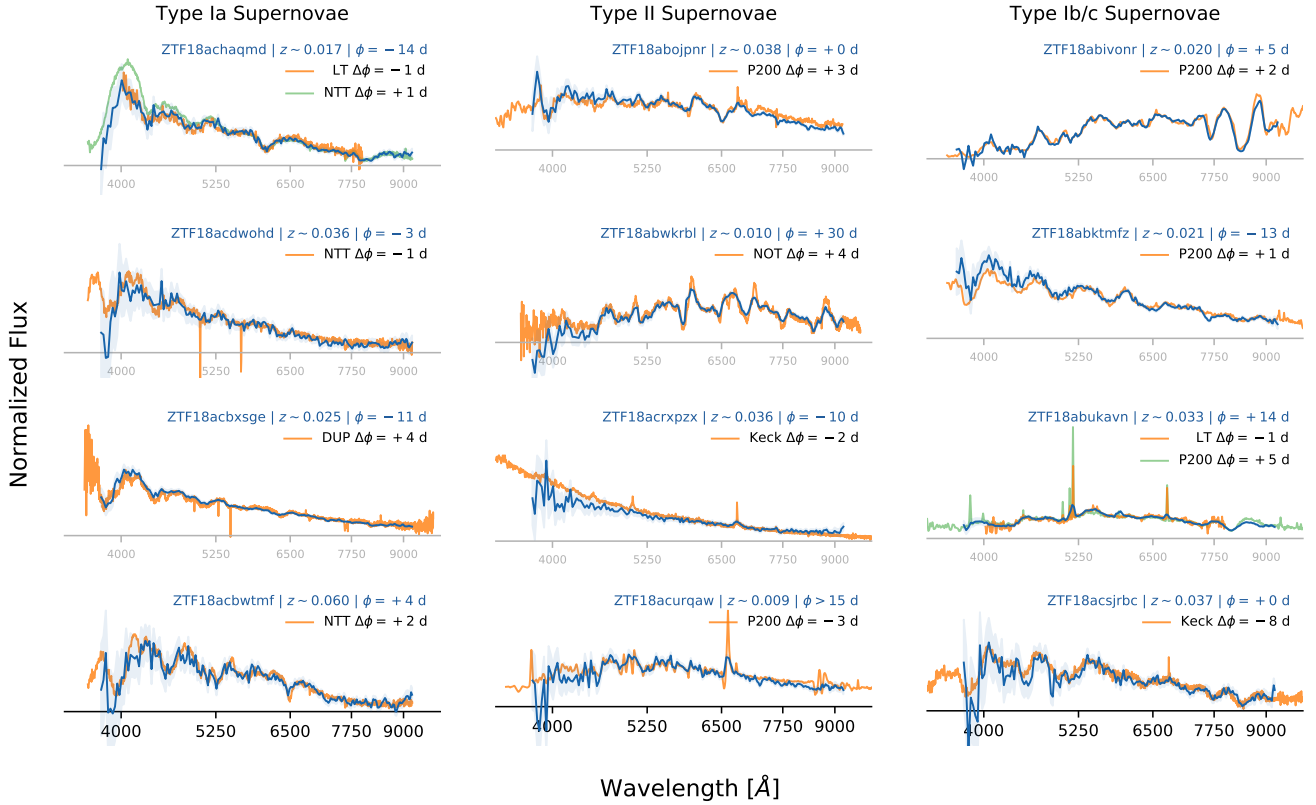 Type Ia Supernovae
Type II Supernovae
Type Ib/c Supernovae
ZTF18achaqmd | z ~ 0.017 | ϕ = −14 d
LT Δϕ = −1 d
NTT Δϕ = +1 d
4000 5250 6500 7750 9000
ZTF18abojpnr | z ~ 0.038 | ϕ = +0 d
P200 Δϕ = +3 d
4000 5250 6500 7750 9000
ZTF18abivonr | z ~ 0.020 | ϕ = +5 d
P200 Δϕ = +2 d
4000 5250 6500 7750 9000
ZTF18acdwohd | z ~ 0.036 | ϕ = −3 d
NTT Δϕ = −1 d
4000 5250 6500 7750 9000
ZTF18abwkrbl | z ~ 0.010 | ϕ = +30 d
NOT Δϕ = +4 d
4000 5250 6500 7750 9000
ZTF18abktmfz | z ~ 0.021 | ϕ = −13 d
P200 Δϕ = +1 d
4000 5250 6500 7750 9000
Normalized Flux
ZTF18acbxsge | z ~ 0.025 | ϕ = −11 d
DUP Δϕ = +4 d
4000 5250 6500 7750 9000
ZTF18acrxpzx | z ~ 0.036 | ϕ = −10 d
Keck Δϕ = −2 d
4000 5250 6500 7750 9000
ZTF18abukavn | z ~ 0.033 | ϕ = +14 d
LT Δϕ = −1 d
P200 Δϕ = +5 d
4000 5250 6500 7750 9000
ZTF18acbwtmf | z ~ 0.060 | ϕ = +4 d
NTT Δϕ = +2 d
4000 5250 6500 7750 9000
ZTF18acurqaw | z ~ 0.009 | ϕ > 15 d
P200 Δϕ = −3 d
4000 5250 6500 7750 9000
ZTF18acsjrbc | z ~ 0.037 | ϕ = +0 d
Keck Δϕ = −8 d
4000 5250 6500 7750 9000
Wavelength [Å]